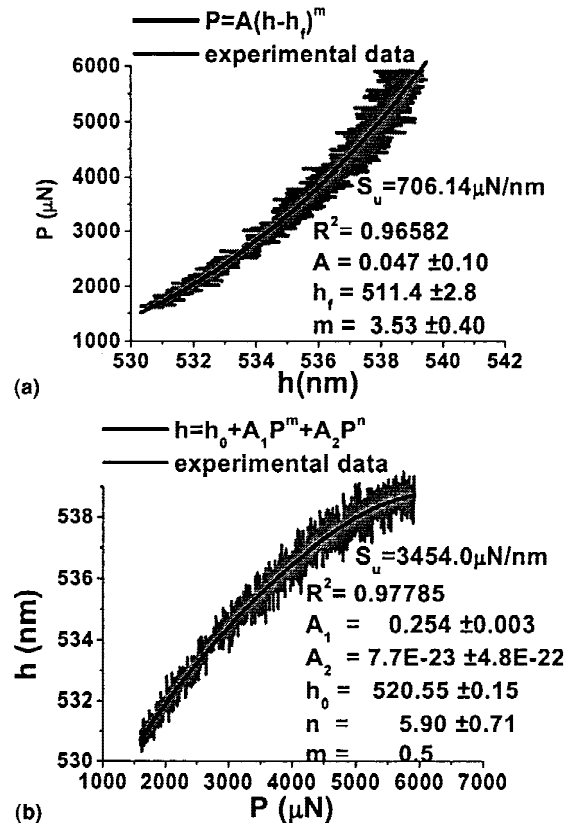 P=A(h-h_f)^m
experimental data
6000
5000
4000
3000
2000
1000
P (μN)
S_u=706.14μN/nm
R²= 0.96582
A = 0.047 ±0.10
h_f = 511.4 ±2.8
m = 3.53 ±0.40
530 532 534 536 538 540 542
h(nm)
(a)
h=h_0+A_1P^m+A_2P^n
experimental data
538
536
534
532
530
h (nm)
S_u=3454.0μN/nm
R²= 0.97785
A_1 = 0.254 ±0.003
A_2 = 7.7E-23 ±4.8E-22
h_0 = 520.55 ±0.15
n = 5.90 ±0.71
m = 0.5
1000 2000 3000 4000 5000 6000 7000
P (μN)
(b)